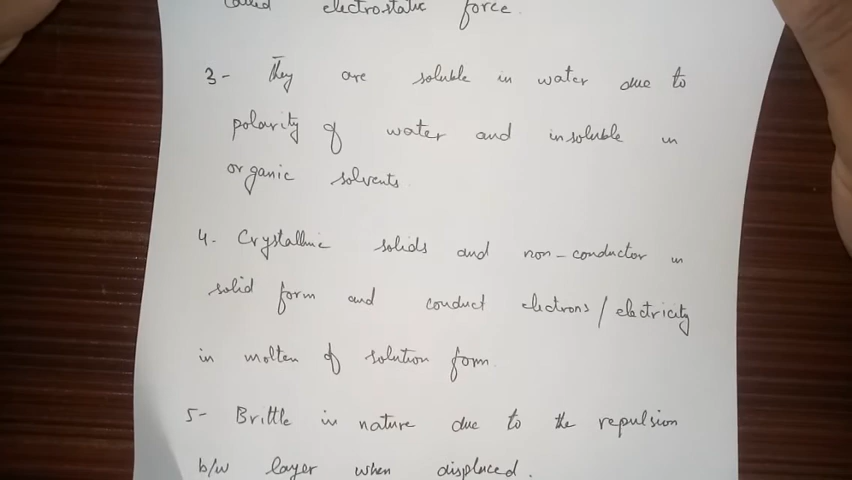 called electrostatic force.
3- They are soluble in water due to
polarity of water and insoluble in
organic solvents.
4. Crystalline solids and non-conductor in
solid form and conduct electrons/electricity
in molten of solution form.
5- Brittle in nature due to the repulsion
b/w layer when displaced.